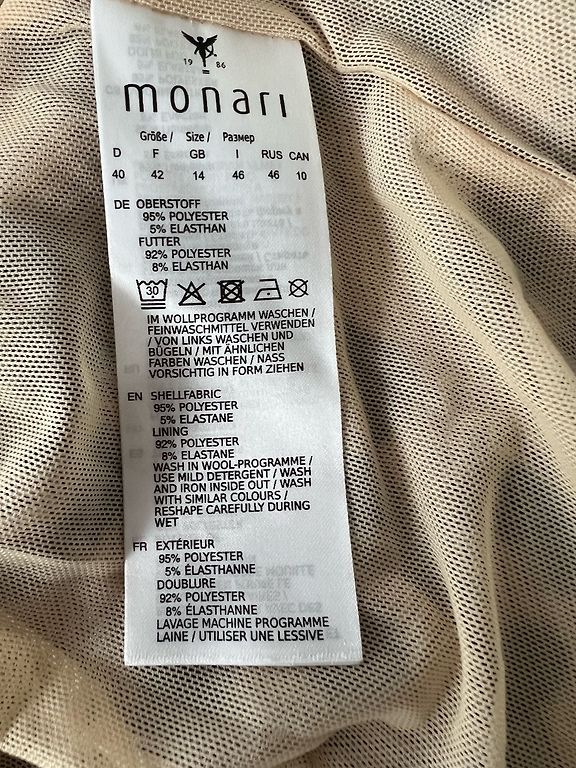 19 86
monari
Größe / Size / Размер
D F GB I RUS CAN
40 42 14 46 46 10
DE OBERSTOFF
95% POLYESTER
5% ELASTHAN
FUTTER
92% POLYESTER
8% ELASTHAN
30
IM WOLLPROGRAMM WASCHEN /
FEINWASCHMITTEL VERWENDEN
/ VON LINKS WASCHEN UND
BÜGELN / MIT ÄHNLICHEN
FARBEN WASCHEN / NASS
VORSICHTIG IN FORM ZIEHEN
EN SHELLFABRIC
95% POLYESTER
5% ELASTANE
LINING
92% POLYESTER
8% ELASTANE
WASH IN WOOL-PROGRAMME /
USE MILD DETERGENT / WASH
AND IRON INSIDE OUT / WASH
WITH SIMILAR COLOURS /
RESHAPE CAREFULLY DURING
WET
FR EXTÉRIEUR
95% POLYESTER
5% ÉLASTHANNE
DOUBLURE
92% POLYESTER
8% ÉLASTHANNE
LAVAGE MACHINE PROGRAMME
LAINE / UTILISER UNE LESSIVE